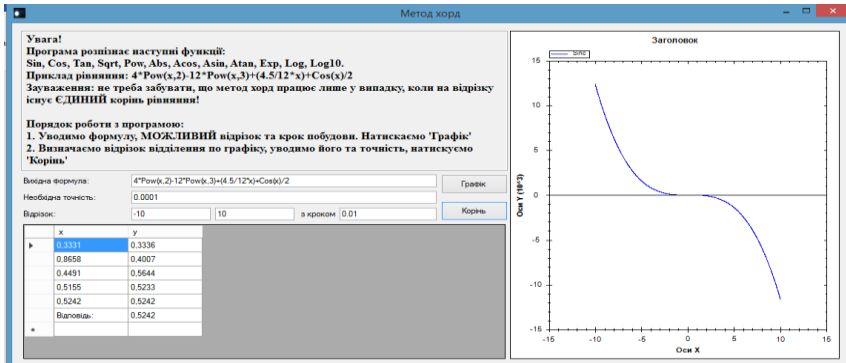 Метод хорд
Увага!
Програма розпізнає наступні функції:
Sin, Cos, Tan, Sqrt, Pow, Abs, Acos, Asin, Atan, Exp, Log, Log10.
Приклад рівняння: 4*Pow(x,2)-12*Pow(x,3)+(4.5/12*x)+Cos(x)/2
Зауваження: не треба забувати, що метод хорд працює лише у випадку, коли на відрізку
існує ЄДИНИЙ корінь рівняння!
Порядок роботи з програмою:
1. Уводимо формулу, МОЖЛИВИЙ відрізок та крок побудови. Натискаємо 'Графік'
2. Визначаємо відрізок відділення по графіку, уводимо його та точність, натискуємо
'Корінь'
Вихідна формула: 4*Pow(x,2)-12*Pow(x,3)+(4.5/12*x)+Cos(x)/2 Графік
Необхідна точність: 0.0001
Відрізок: -10 10 з кроком 0.01 Корінь
x y
0,3331 0,3336
0,8658 0,4007
0,4491 0,5644
0,5155 0,5233
0,5242 0,5242
Відповідь: 0,5242
Заголовок
Sinc
Оси Y (10^3)
15
10
5
0
-5
-10
-15
-15 -10 -5 0 5 10 15
Оси X